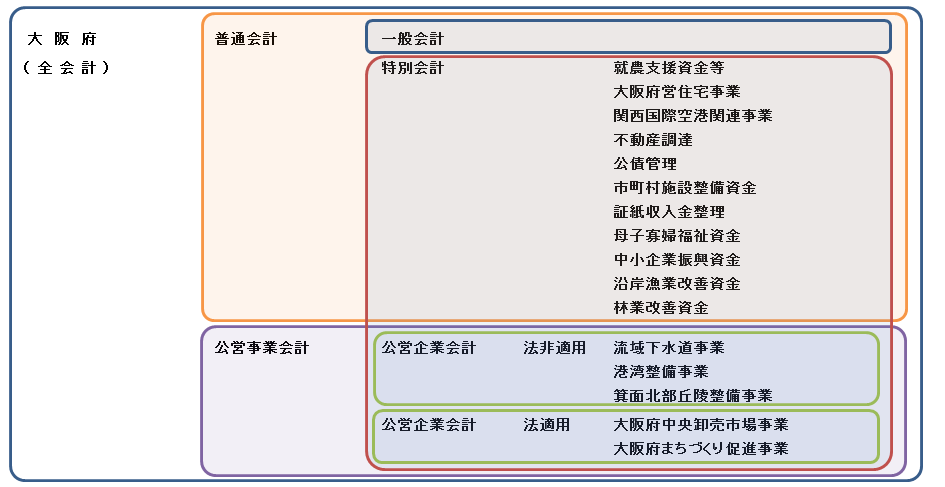 大阪府 普通会計 一般会計
(全会計) 特別会計 就農支援資金等
大阪府営住宅事業
関西国際空港関連事業
不動産調達
公債管理
市町村施設整備資金
証紙収入金整理
母子寡婦福祉資金
中小企業振興資金
沿岸漁業改善資金
林業改善資金
公営事業会計 公営企業会計 法非適用 流域下水道事業
港湾整備事業
箕面北部丘陵整備事業
公営企業会計 法適用 大阪府中央卸売市場事業
大阪府まちづくり促進事業